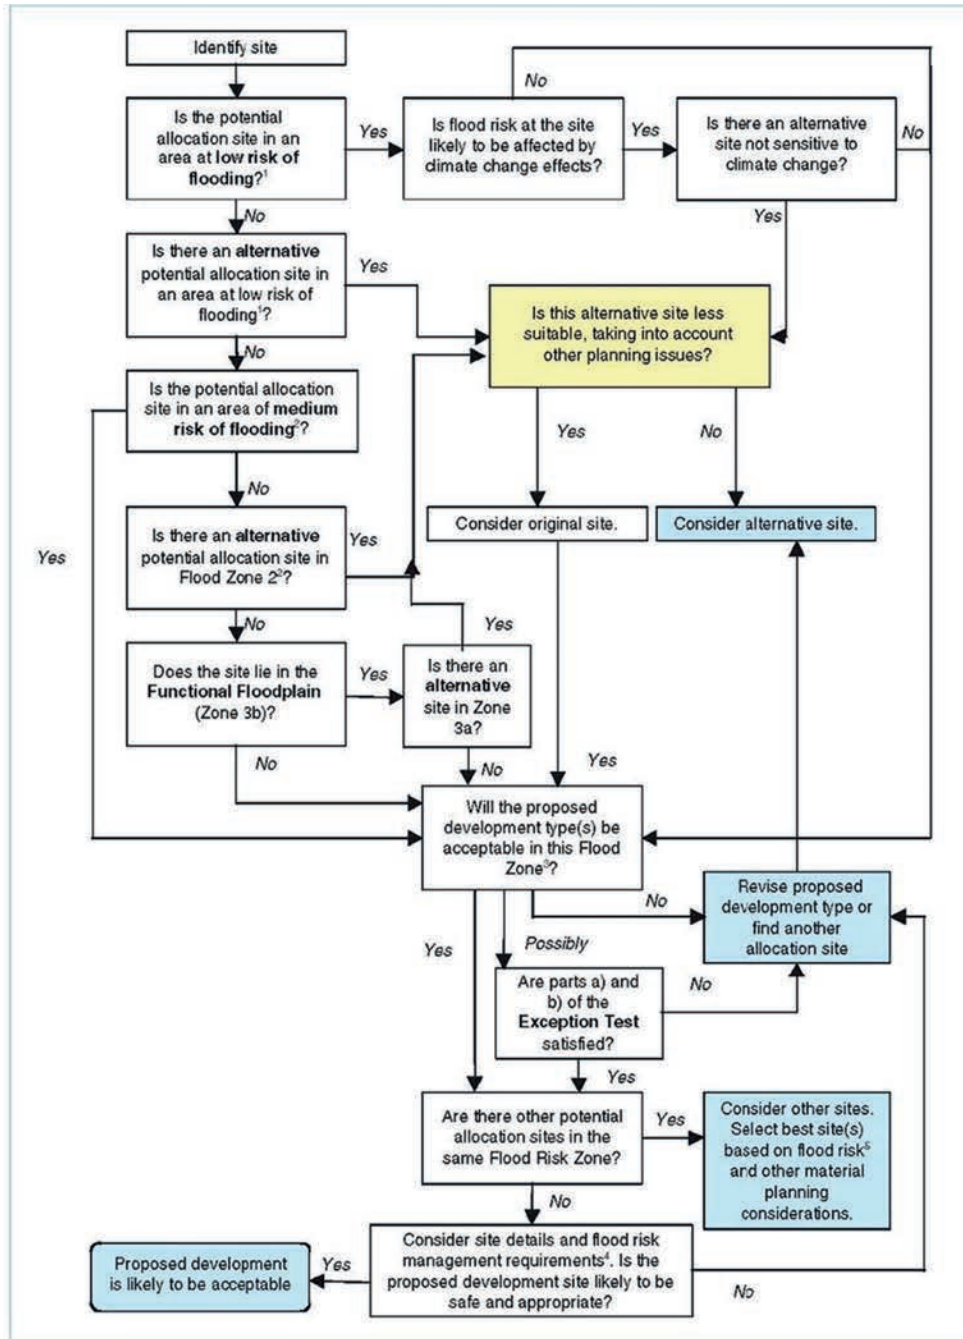 Identify site
No
Is the potential
allocation site in an
area at low risk of
flooding?1
Yes
Is flood risk at the site
likely to be affected by
climate change effects?
Yes
Is there an alternative
site not sensitive to
climate change?
No
No
Yes
Is there an alternative
potential allocation site in
an area at low risk of
flooding1?
Yes
Is this alternative site less
suitable, taking into account
other planning issues?
No
Is the potential allocation
site in an area of medium
risk of flooding2?
Yes
No
No
Consider original site.
Consider alternative site.
Yes
Is there an alternative
potential allocation site in
Flood Zone 22?
Yes
No
Yes
Does the site lie in the
Functional Floodplain
(Zone 3b)?
Yes
Is there an
alternative
site in Zone
3a?
No
No
Yes
Will the proposed
development type(s) be
acceptable in this Flood
Zone3?
No
Revise proposed
development type or
find another
allocation site
Yes
Possibly
Are parts a) and
b) of the
Exception Test
satisfied?
No
Yes
Are there other potential
allocation sites in the
same Flood Risk Zone?
Yes
Consider other sites.
Select best site(s)
based on flood risk5
and other material
planning
considerations.
No
Consider site details and flood risk
management requirements4. Is the
proposed development site likely to be
safe and appropriate?
Yes
No
Proposed development
is likely to be acceptable